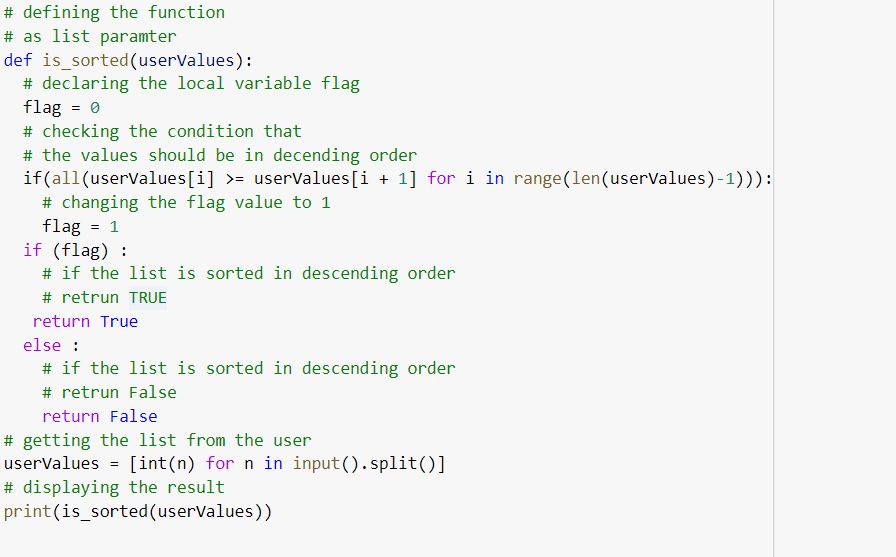 # defining the function
# as list paramter
def is_sorted(userValues):
  # declaring the local variable flag
  flag = 0
  # checking the condition that
  # the values should be in decending order
  if(all(userValues[i] >= userValues[i + 1] for i in range(len(userValues)-1))):
    # changing the flag value to 1
    flag = 1
  if (flag) :
    # if the list is sorted in descending order
    # retrun TRUE
   return True
  else :
    # if the list is sorted in descending order
    # retrun False
    return False
# getting the list from the user
userValues = [int(n) for n in input().split()]
# displaying the result
print(is_sorted(userValues))